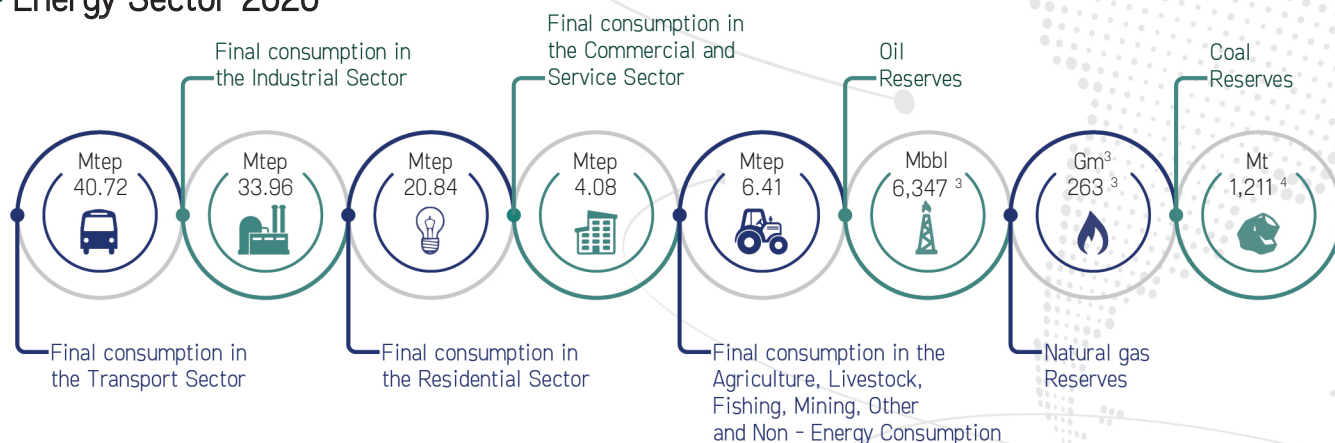 Energy Sector 2020
Final consumption in
the Industrial Sector
Final consumption in
the Commercial and
Service Sector
Oil
Reserves
Coal
Reserves
Mtep
40.72
Mtep
33.96
Mtep
20.84
Mtep
4.08
Mtep
6.41
Mbbl
6,347 ³
Gm³
263 ³
Mt
1,211 ⁴
Final consumption in
the Transport Sector
Final consumption in
the Residential Sector
Final consumption in the
Agriculture, Livestock,
Fishing, Mining, Other
and Non - Energy Consumption
Natural gas
Reserves